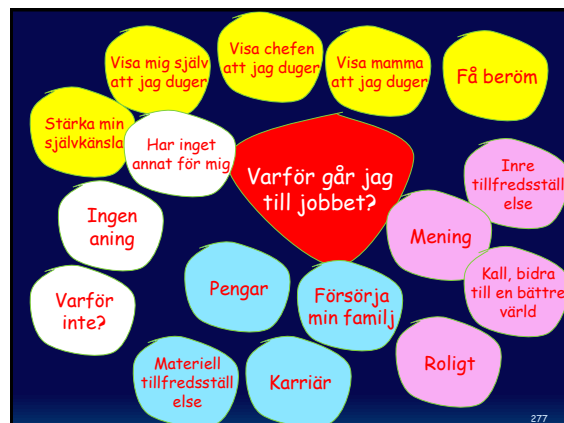 Visa mig själv
att jag duger
Visa chefen
att jag duger
Visa mamma
att jag duger
Få beröm
Stärka min
självkänsla
Har inget
annat för mig
Varför går jag
till jobbet?
Inre
tillfredsställ
else
Ingen
aning
Mening
Kall, bidra
till en bättre
värld
Pengar
Försörja
min familj
Varför
inte?
Roligt
Materiell
tillfredsställ
else
Karriär
277